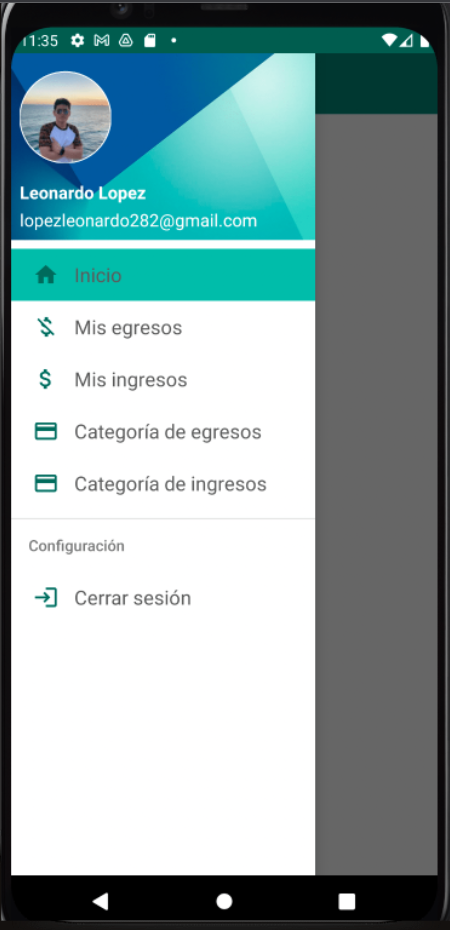 11:35
Leonardo Lopez
lopezleonardo282@gmail.com
Inicio
Mis egresos
Mis ingresos
Categoría de egresos
Categoría de ingresos
Configuración
Cerrar sesión